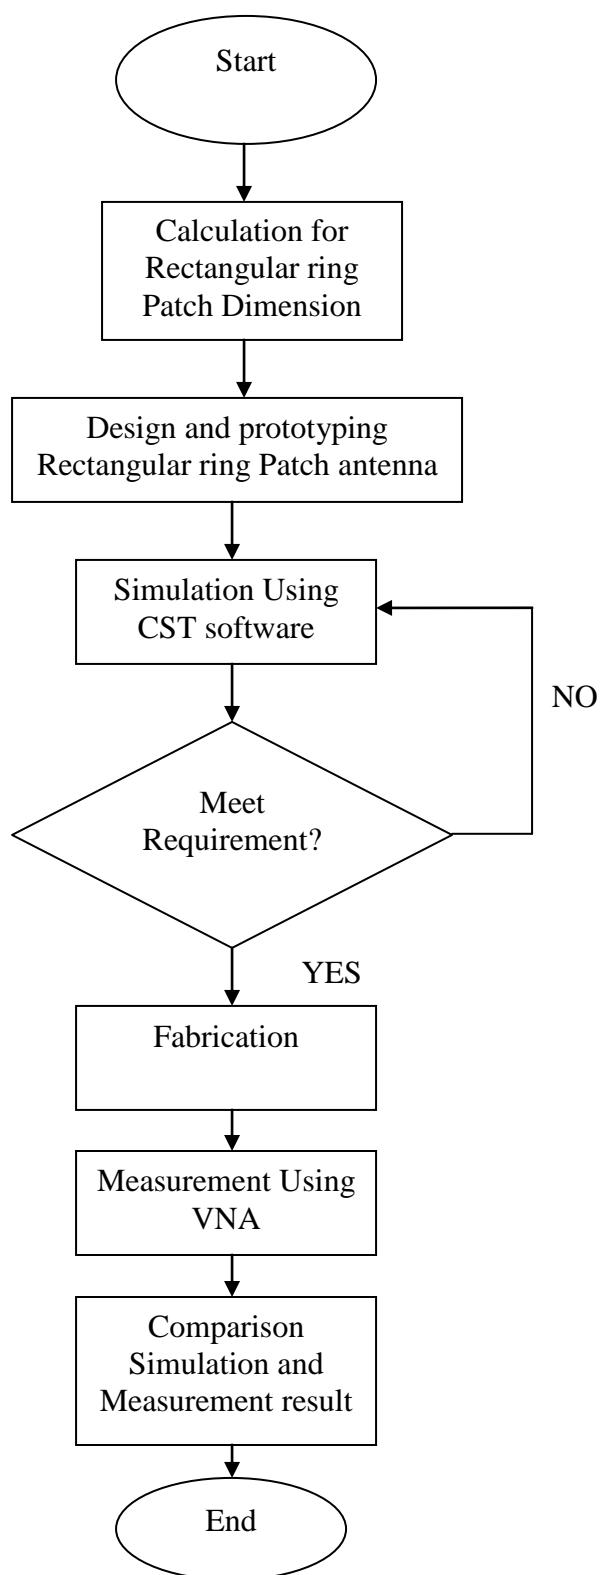 Start
Calculation for
Rectangular ring
Patch Dimension
Design and prototyping
Rectangular ring Patch antenna
Simulation Using
CST software
NO
Meet
Requirement?
YES
Fabrication
Measurement Using
VNA
Comparison
Simulation and
Measurement result
End